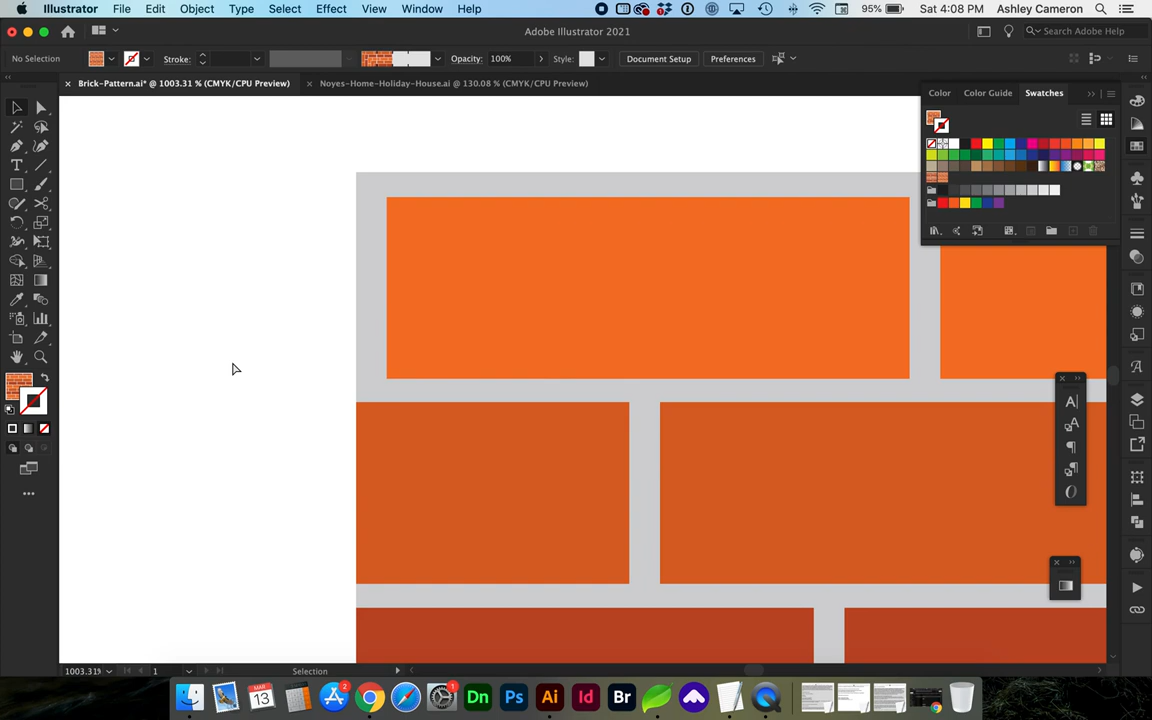 Illustrator File Edit Object Type Select Effect View Window Help 95% Sat 4:08 PM Ashley Cameron
Adobe Illustrator 2021 Search Adobe Help
No Selection Stroke: Opacity: 100% Style: Document Setup Preferences
× Brick-Pattern.ai* @ 1003.31 % (CMYK/CPU Preview) × Noyes-Home-Holiday-House.ai @ 130.08 % (CMYK/CPU Preview)
Color Color Guide Swatches
1003.31% 1 Selection
MAR
13
2
1
Dn Ps Ai Id Br